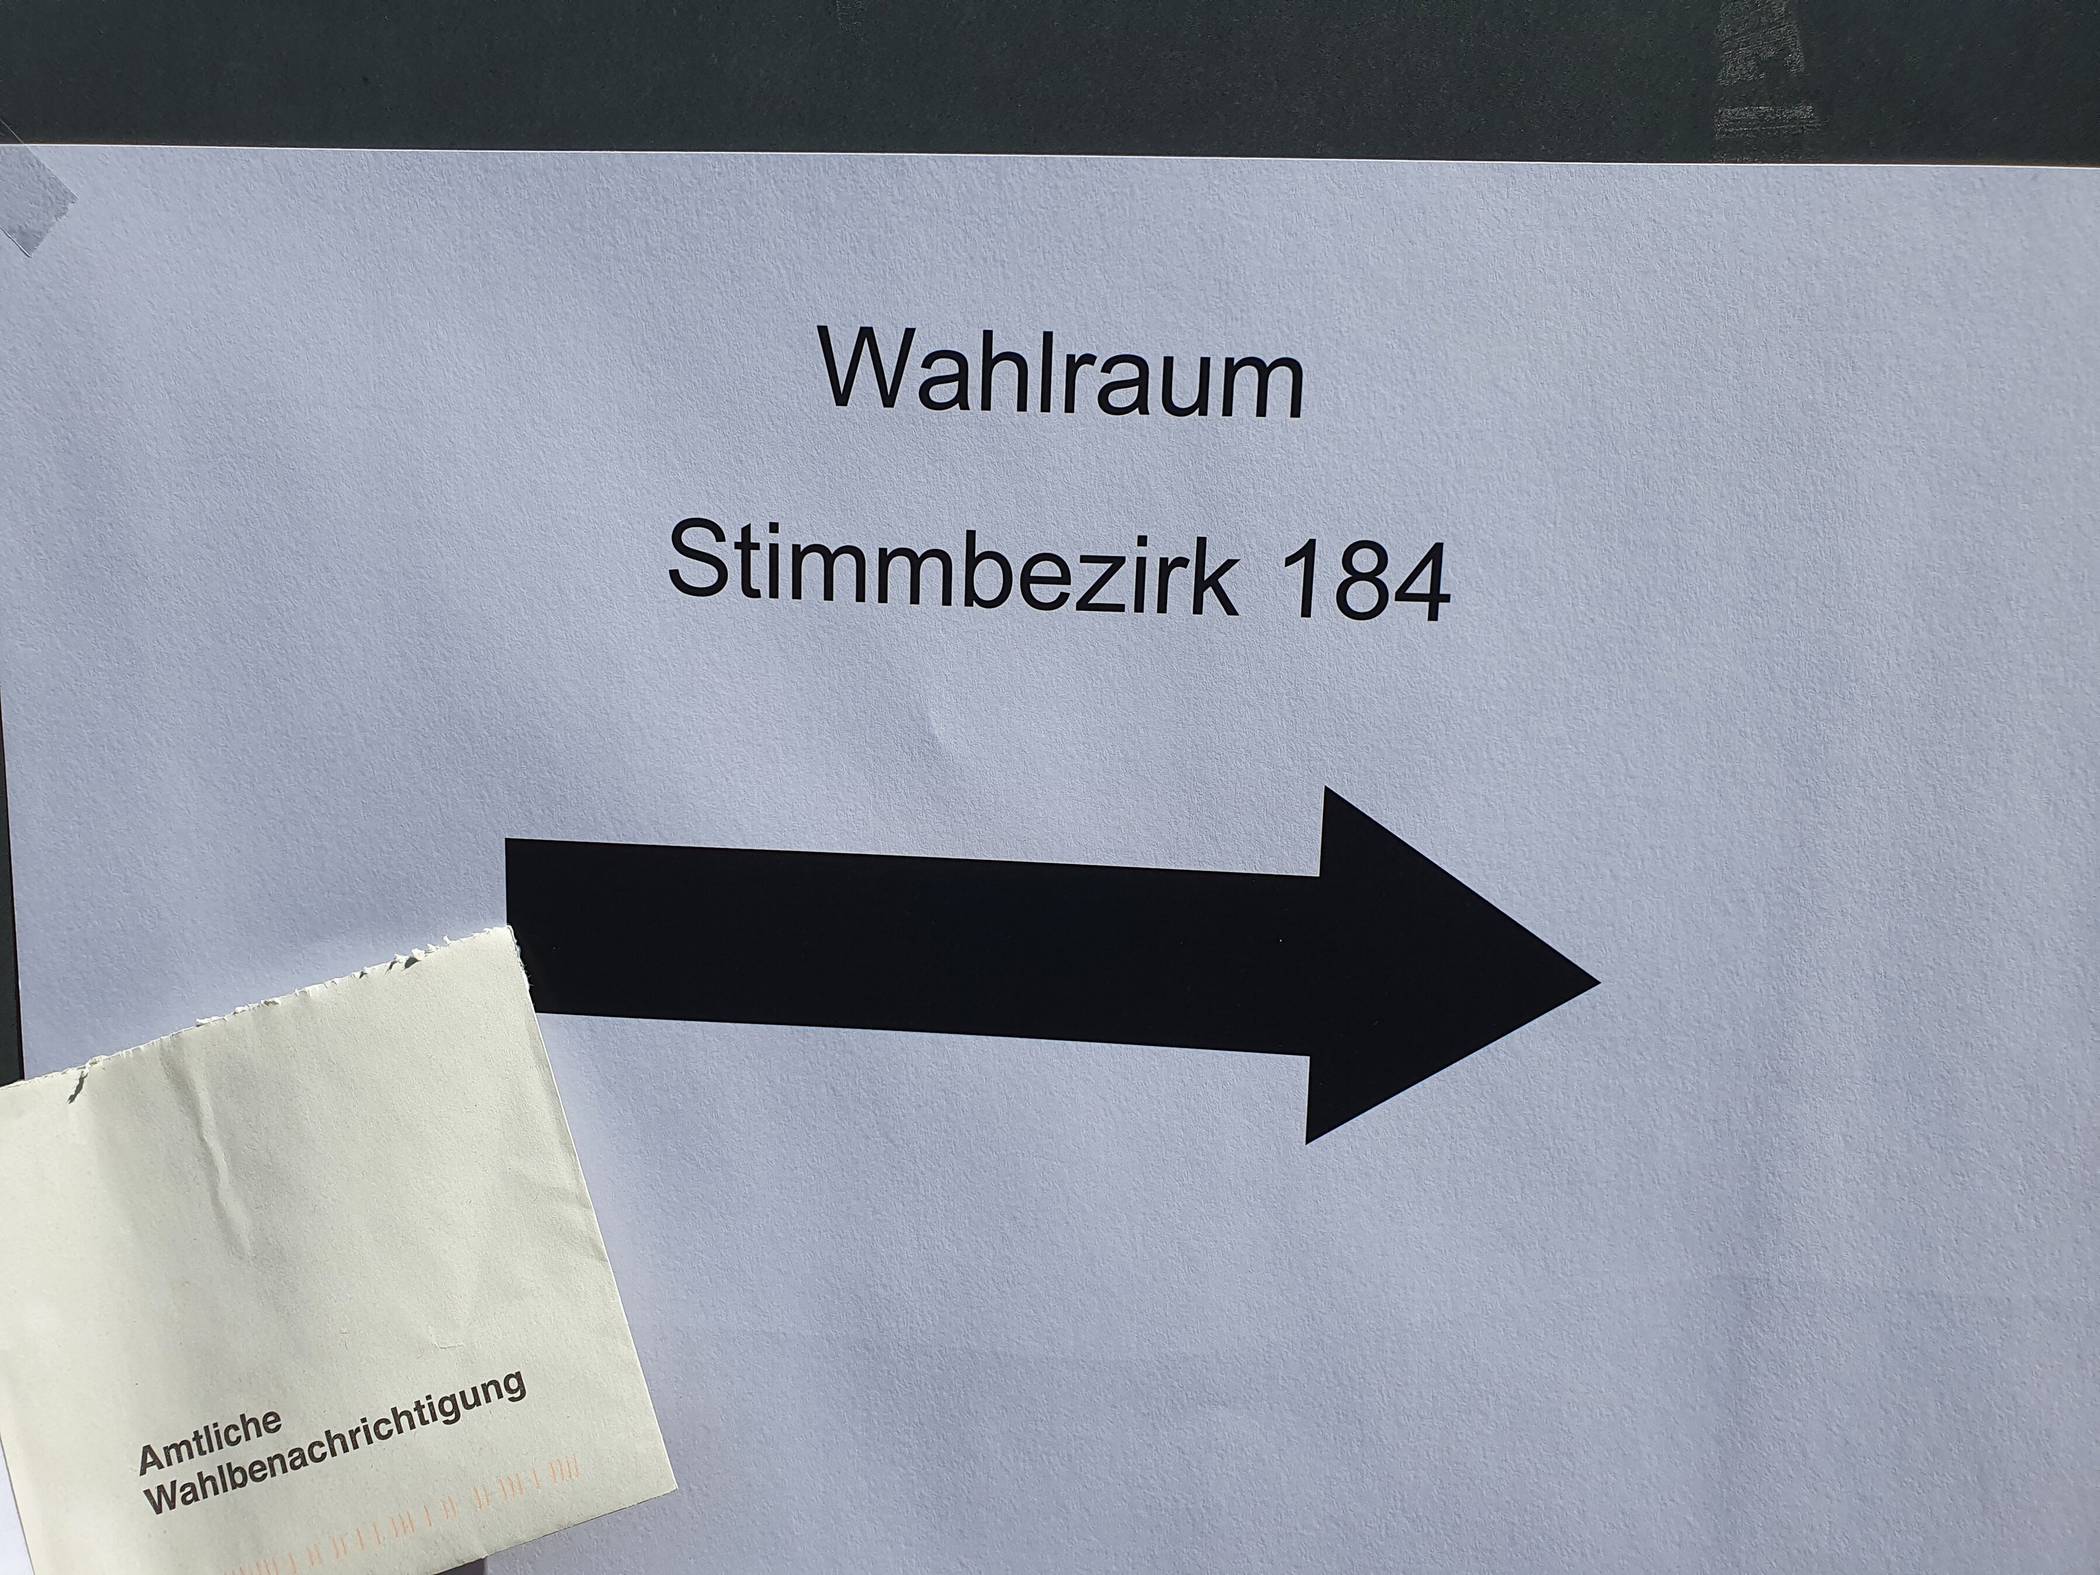 Wahlraum
Stimmbezirk 184
Amtliche
Wahlbenachrichtigung